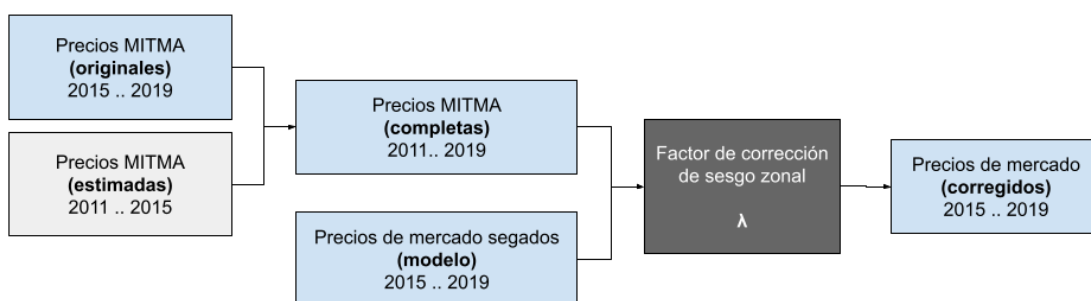 Precios MITMA
(originales)
2015 .. 2019
Precios MITMA
(estimadas)
2011 .. 2015
Precios MITMA
(completas)
2011.. 2019
Precios de mercado segados
(modelo)
2015 .. 2019
Factor de corrección
de sesgo zonal
λ
Precios de mercado
(corregidos)
2015 .. 2019